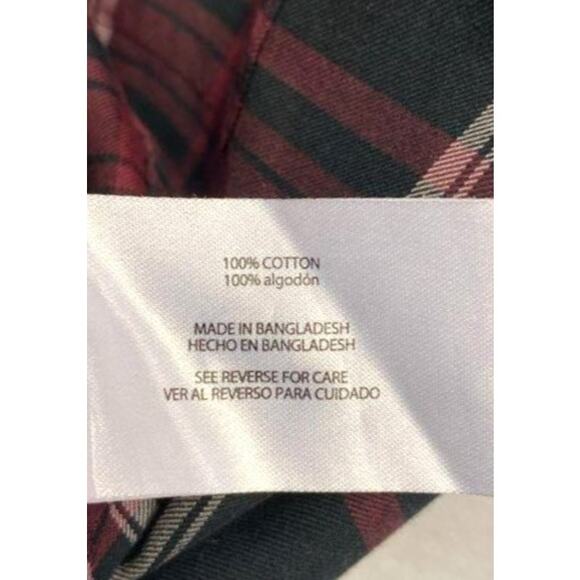 100% COTTON
100% algodón
MADE IN BANGLADESH
HECHO EN BANGLADESH
SEE REVERSE FOR CARE
VER AL REVERSO PARA CUIDADO